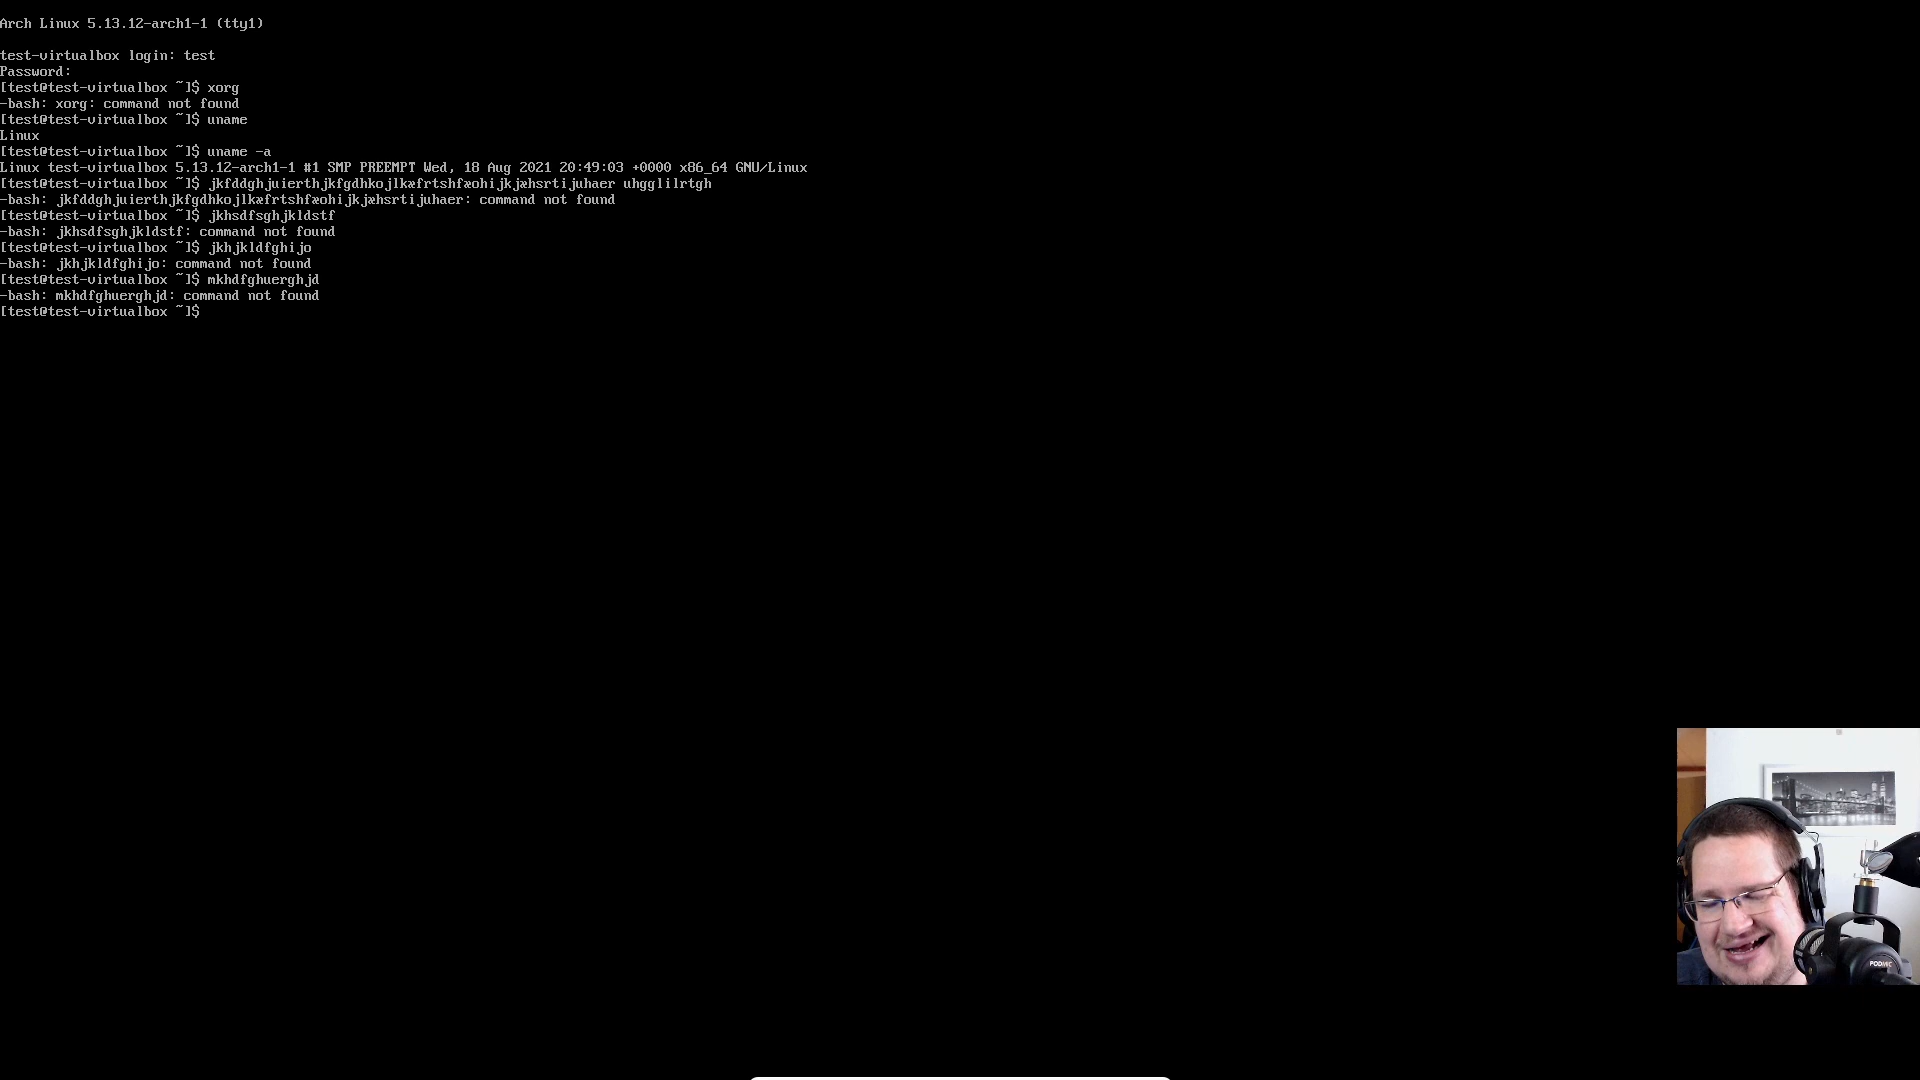 Arch Linux 5.13.12-arch1-1 (tty1)
test-virtualbox login: test
Password:
[test@test-virtualbox ~]$ xorg
-bash: xorg: command not found
[test@test-virtualbox ~]$ uname
Linux
[test@test-virtualbox ~]$ uname -a
Linux test-virtualbox 5.13.12-arch1-1 #1 SMP PREEMPT Wed, 18 Aug 2021 20:49:03 +0000 x86_64 GNU/Linux
[test@test-virtualbox ~]$ jkfddghjuierthjkfgdhkojlkæfrtshfæohijkjæhsrtijuhaer uhgglilrtgh
-bash: jkfddghjuierthjkfgdhkojlkæfrtshfæohijkjæhsrtijuhaer: command not found
[test@test-virtualbox ~]$ jkhsdfsghjkldstf
-bash: jkhsdfsghjkldstf: command not found
[test@test-virtualbox ~]$ jkhjkldfghijo
-bash: jkhjkldfghijo: command not found
[test@test-virtualbox ~]$ mkhdfghuerghjd
-bash: mkhdfghuerghjd: command not found
[test@test-virtualbox ~]$
PODMIC